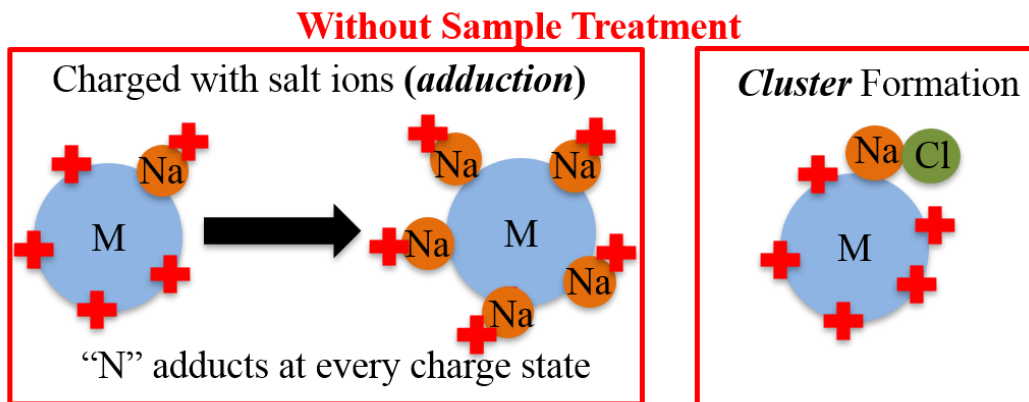 Without Sample Treatment
Charged with salt ions (adduction)
Na
M
Na
Na
Na
M
Na
Na
“N” adducts at every charge state
Cluster Formation
Na
Cl
M